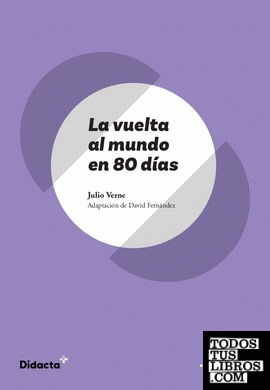 La vuelta
al mundo
en 80 días
Julio Verne
Adaptación de David Fernández
Didacta+
TODOS
TUS
LIBROS
.COM